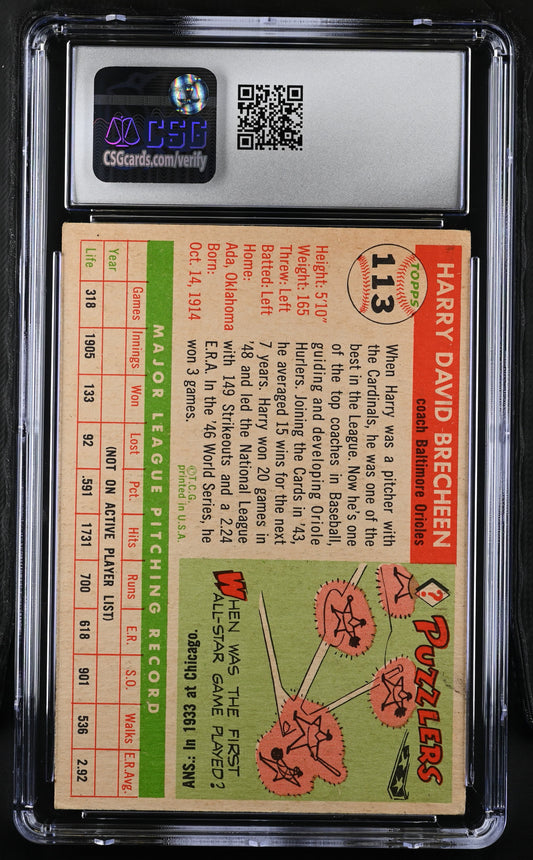 CSG
CSGcards.com/verify
TOPPS
113
HARRY DAVID BRECHEEN
coach Baltimore Orioles
Height: 5'10"
Weight: 165
Threw: Left
Batted: Left
Home:
Ada, Oklahoma
Born:
Oct. 14, 1914
When Harry was a pitcher with
the Cardinals, he was one of the
best in the League. Now he's one
of the top coaches in Baseball,
guiding and developing Oriole
Hurlers. Joining the Cards in '43,
he averaged 15 wins for the next
7 years. Harry won 20 games in
'48 and led the National League
with 149 Strikeouts and a 2.24
E.R.A. In the '46 World Series, he
won 3 games.
©T.C.G.
printed in U.S.A.
?
PUZZLERS
WHEN WAS THE FIRST
ALL-STAR GAME PLAYED?
ANS.: In 1933 at Chicago.
MAJOR LEAGUE PITCHING RECORD
Games Innings Won Lost Pct. Hits Runs E.R. S.O. Walks E.R.Avg.
Year (NOT ON ACTIVE PLAYER LIST)
Life 318 1905 133 92 .591 1731 700 618 901 536 2.92